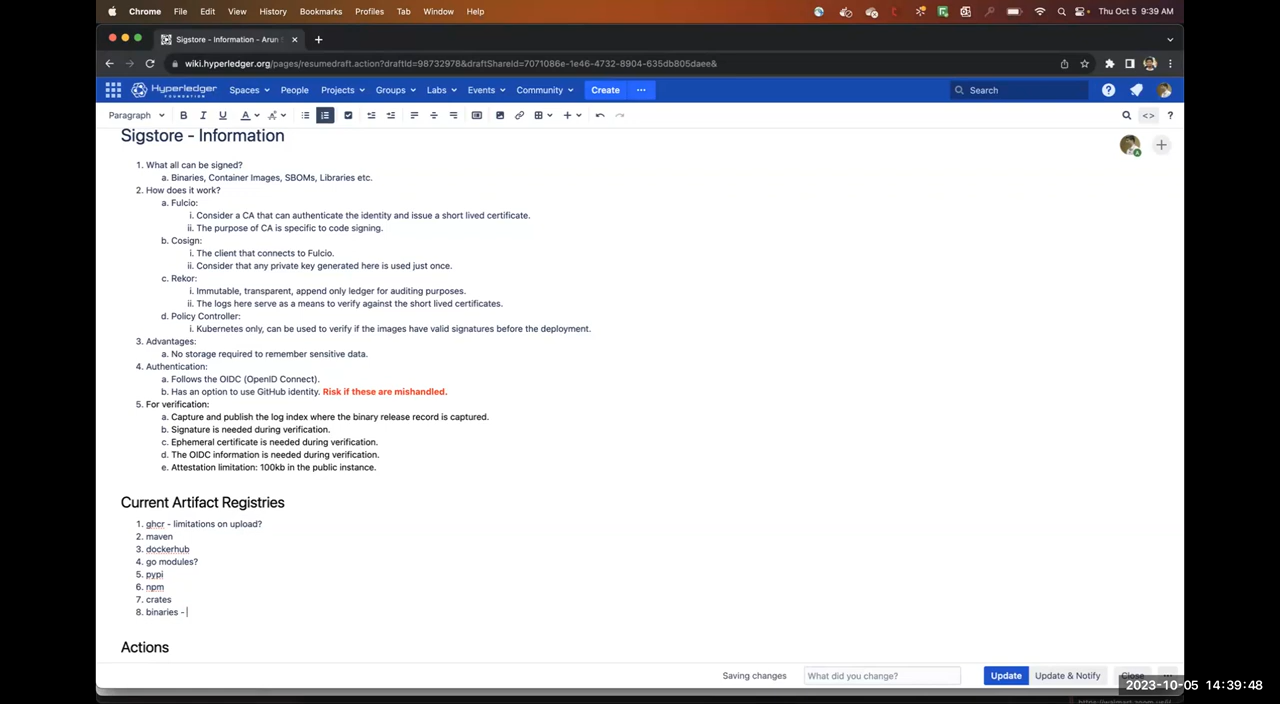 Chrome File Edit View History Bookmarks Profiles Tab Window Help Thu Oct 5 9:39 AM
Sigstore - Information - Arun S
wiki.hyperledger.org/pages/resumedraft.action?draftId=98732978&draftShareId=7071086e-1e46-4732-8904-635db805daee&
HYPERLEDGER FOUNDATION Spaces People Projects Groups Labs Events Community Create ... Search
Paragraph B I U A
Sigstore - Information
1. What all can be signed?
a. Binaries, Container Images, SBOMs, Libraries etc.
2. How does it work?
a. Fulcio:
i. Consider a CA that can authenticate the identity and issue a short lived certificate.
ii. The purpose of CA is specific to code signing.
b. Cosign:
i. The client that connects to Fulcio.
ii. Consider that any private key generated here is used just once.
c. Rekor:
i. Immutable, transparent, append only ledger for auditing purposes.
ii. The logs here serve as a means to verify against the short lived certificates.
d. Policy Controller:
i. Kubernetes only, can be used to verify if the images have valid signatures before the deployment.
3. Advantages:
a. No storage required to remember sensitive data.
4. Authentication:
a. Follows the OIDC (OpenID Connect).
b. Has an option to use GitHub identity. Risk if these are mishandled.
5. For verification:
a. Capture and publish the log index where the binary release record is captured.
b. Signature is needed during verification.
c. Ephemeral certificate is needed during verification.
d. The OIDC information is needed during verification.
e. Attestation limitation: 100kb in the public instance.
Current Artifact Registries
1. ghcr - limitations on upload?
2. maven
3. dockerhub
4. go modules?
5. pypi
6. npm
7. crates
8. binaries -
Actions
Saving changes What did you change? Update Update & Notify Close
2023-10-05 14:39:48